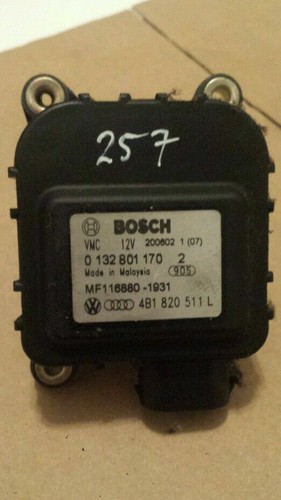 257
BOSCH
VMC 12V 200602 1 (07)
0 132 801 170 2
Made in Malaysia 905
MF116880-1931
4B1 820 511 L